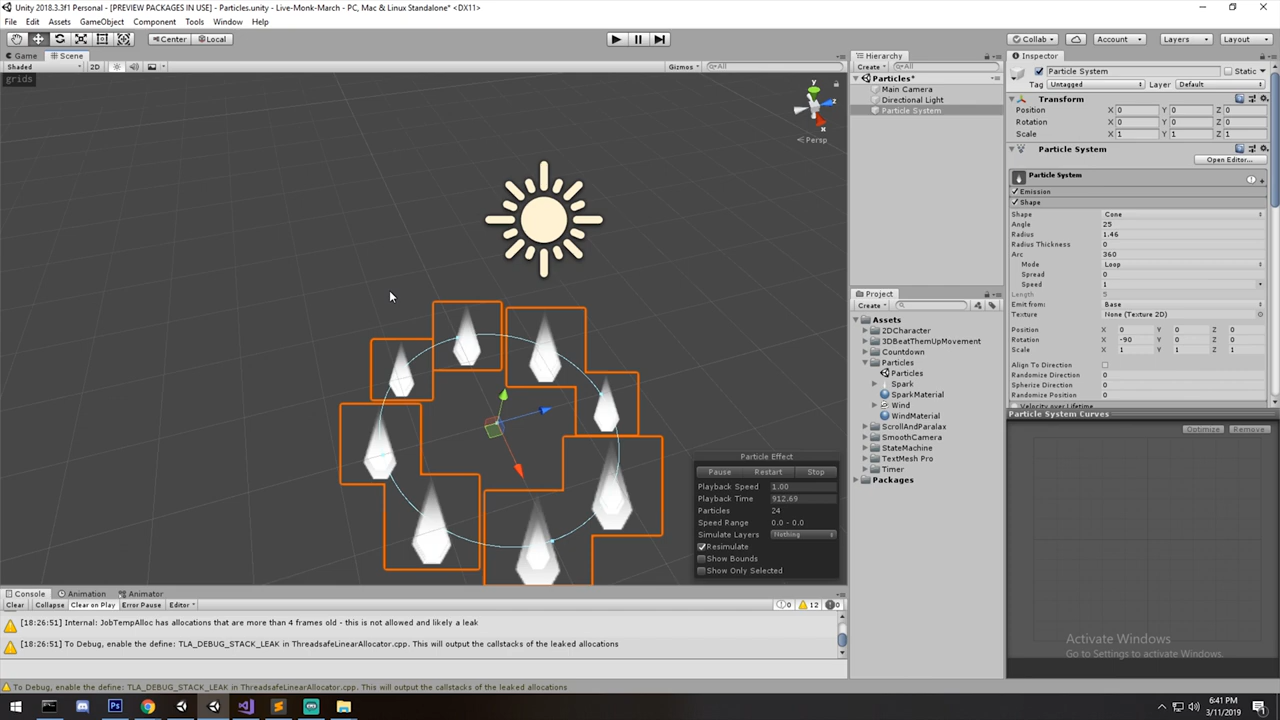 Unity 2018.3.3f1 - [PREVIEW PACKAGES IN USE] - Particles.unity - Live-Monk-March - PC, Mac & Linux Standalone* <DX11>
File Edit Assets GameObject Component Tools Window Help
Center Local Collab Account Layers Layout
Game Scene
Shaded 2D Gizmos All
grids
y
z
x
Persp
Particle Effect
Pause Restart Stop
Playback Speed 1.00
Playback Time 912.69
Particles 24
Speed Range 0.0 - 0.0
Simulate Layers Nothing
Resimulate
Show Bounds
Show Only Selected
Hierarchy
Create All
Particles*
Main Camera
Directional Light
Particle System
Project
Create
Assets
2DCharacter
3DBeatThemUpMovement
Countdown
Particles
Particles
Spark
SparkMaterial
Wind
WindMaterial
ScrollAndParalax
SmoothCamera
StateMachine
TextMesh Pro
Timer
Packages
Inspector
Particle System Static
Tag Untagged Layer Default
Transform
Position X 0 Y 0 Z 0
Rotation X 0 Y 0 Z 0
Scale X 1 Y 1 Z 1
Particle System
Open Editor...
Particle System
Emission
Shape
Shape Cone
Angle 25
Radius 1.46
Radius Thickness 0
Arc 360
Mode Loop
Spread 0
Speed 1
Length 5
Emit from: Base
Texture None (Texture 2D)
Position X 0 Y 0 Z 0
Rotation X -90 Y 0 Z 0
Scale X 1 Y 1 Z 1
Align To Direction
Randomize Direction 0
Spherize Direction 0
Randomize Position 0
Velocity over Lifetime
Particle System Curves
Optimize Remove
Console Animation Animator
Clear Collapse Clear on Play Error Pause Editor
0 12 0
[18:26:51] Internal: JobTempAlloc has allocations that are more than 4 frames old - this is not allowed and likely a leak
[18:26:51] To Debug, enable the define: TLA_DEBUG_STACK_LEAK in ThreadsafeLinearAllocator.cpp. This will output the callstacks of the leaked allocations
To Debug, enable the define: TLA_DEBUG_STACK_LEAK in ThreadsafeLinearAllocator.cpp. This will output the callstacks of the leaked allocations
Activate Windows
Go to Settings to activate Windows.
6:41 PM
3/11/2019